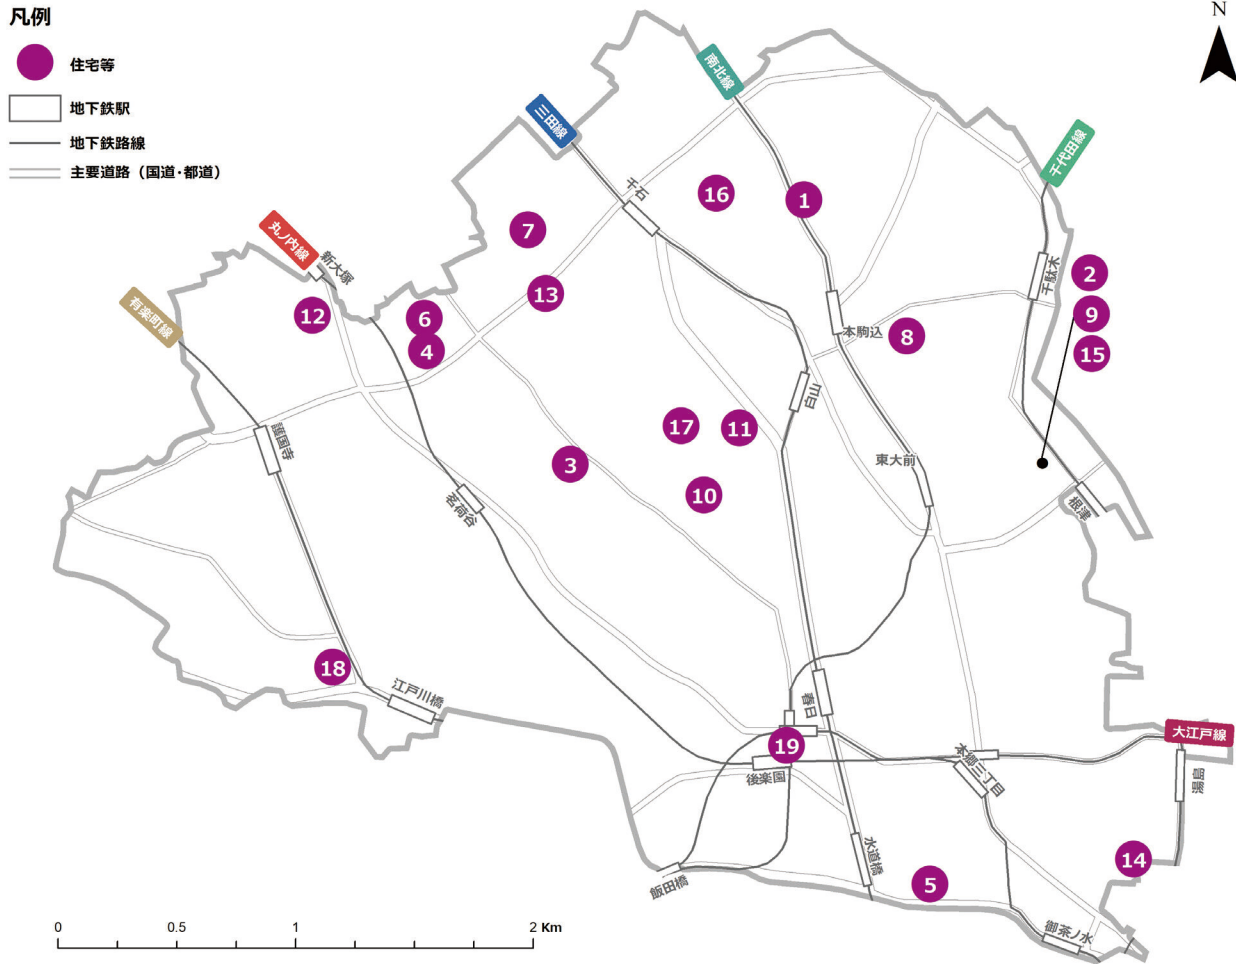 凡例
住宅等
地下鉄駅
地下鉄路線
主要道路（国道・都道）
N
南北線
三田線
千代田線
丸ノ内線
有楽町線
大江戸線
千石
新大塚
千駄木
本駒込
白山
護国寺
茗荷谷
東大前
根津
江戸川橋
春日
後楽園
本郷三丁目
湯島
水道橋
飯田橋
御茶ノ水
16
1
7
2
13
12
6
9
8
4
15
17
11
3
10
18
19
14
5
0
0.5
1
2 Km